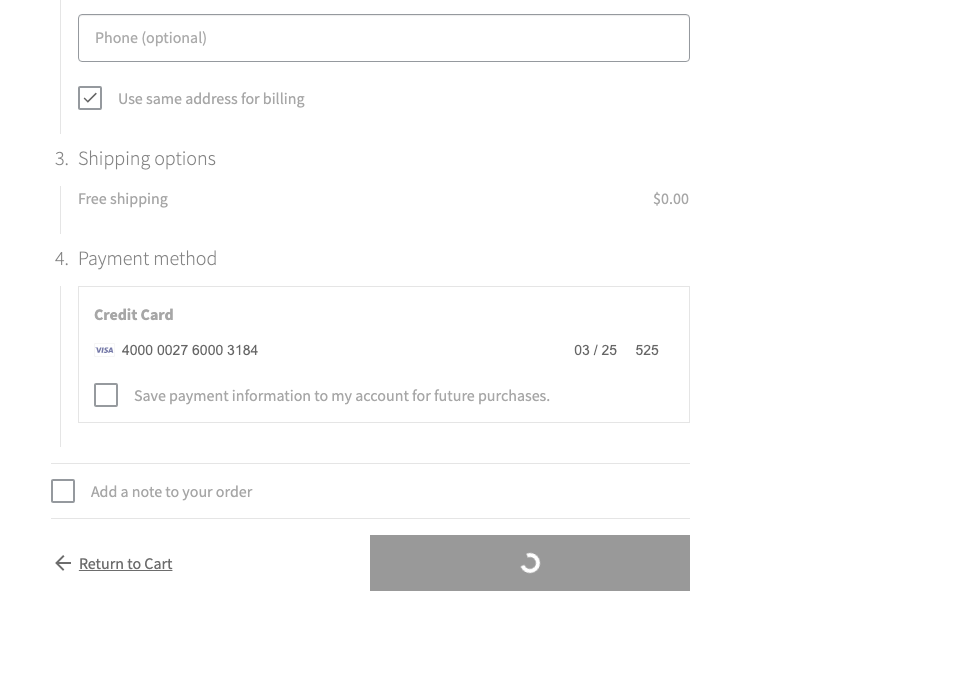 Phone (optional)
Use same address for billing
3. Shipping options
Free shipping $0.00
4. Payment method
Credit Card
VISA 4000 0027 6000 3184 03 / 25 525
Save payment information to my account for future purchases.
Add a note to your order
Return to Cart